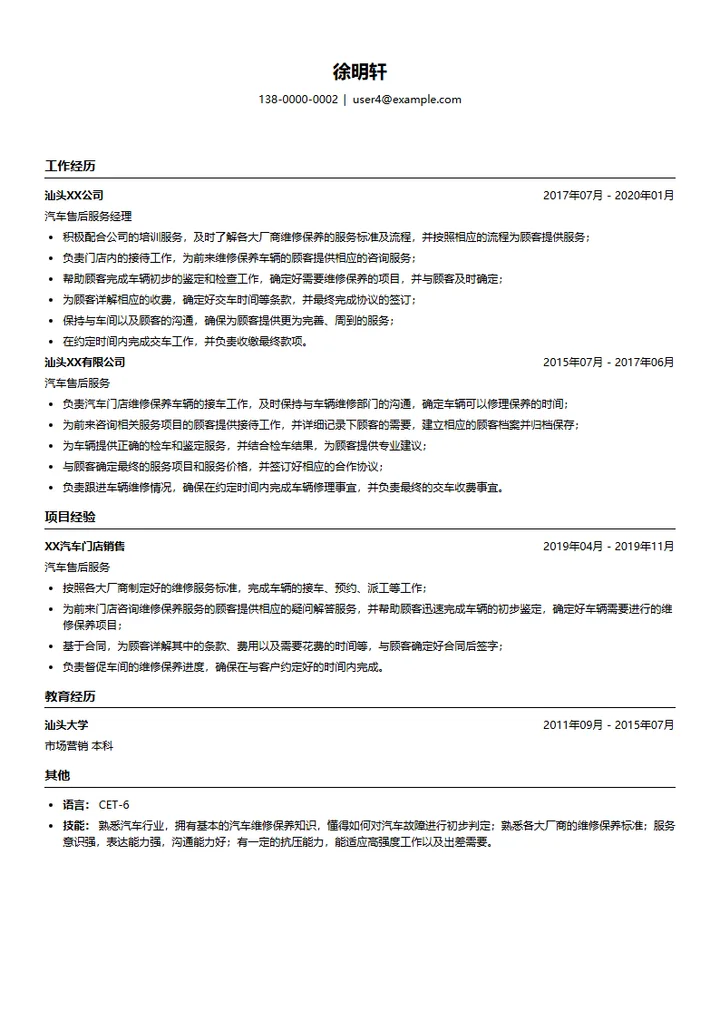 徐明轩
138-0000-0002 | user4@example.com
工作经历
汕头XX公司 2017年07月 - 2020年01月
汽车售后服务经理
• 积极配合公司的培训服务，及时了解各大厂商维修保养的服务标准及流程，并按照相应的流程为顾客提供服务；
• 负责门店内的接待工作，为前来维修保养车辆的顾客提供相应的咨询服务；
• 帮助顾客完成车辆初步的鉴定和检查工作，确定好需要维修保养的项目，并与顾客及时确定；
• 为顾客详解相应的收费，确定好交车时间等条款，并最终完成协议的签订；
• 保持与车间以及顾客的沟通，确保为顾客提供更为完善、周到的服务；
• 在约定时间内完成交车工作，并负责收缴最终款项。
汕头XX有限公司 2015年07月 - 2017年06月
汽车售后服务
• 负责汽车门店维修保养车辆的接车工作，及时保持与车辆维修部门的沟通，确定车辆可以修理保养的时间；
• 为前来咨询相关服务项目的顾客提供接待工作，并详细记录下顾客的需要，建立相应的顾客档案并归档保存；
• 为车辆提供正确的检车和鉴定服务，并结合检车结果，为顾客提供专业建议；
• 与顾客确定最终的服务项目和服务价格，并签订好相应的合作协议；
• 负责跟进车辆维修情况，确保在约定时间内完成车辆修理事宜，并负责最终的交车收费事宜。
项目经验
XX汽车门店销售 2019年04月 - 2019年11月
汽车售后服务
• 按照各大厂商制定好的维修服务标准，完成车辆的接车、预约、派工等工作；
• 为前来门店咨询维修保养服务的顾客提供相应的疑问解答服务，并帮助顾客迅速完成车辆的初步鉴定，确定好车辆需要进行的维
修保养项目；
• 基于合同，为顾客详解其中的条款、费用以及需要花费的时间等，与顾客确定好合同后签字；
• 负责督促车间的维修保养进度，确保在与客户约定好的时间内完成。
教育经历
汕头大学 2011年09月 - 2015年07月
市场营销 本科
其他
• 语言： CET-6
• 技能： 熟悉汽车行业，拥有基本的汽车维修保养知识，懂得如何对汽车故障进行初步判定；熟悉各大厂商的维修保养标准；服务
意识强，表达能力强，沟通能力好；有一定的抗压能力，能适应高强度工作以及出差需要。